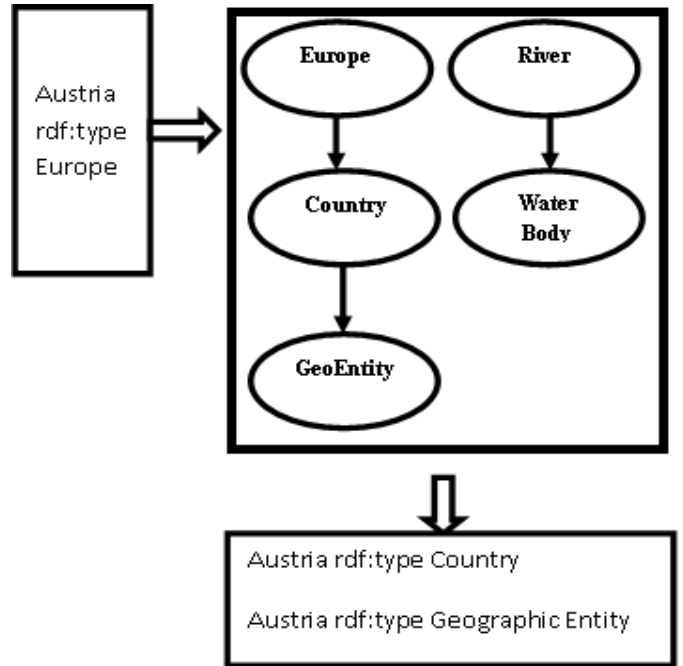 Austria
rdf:type
Europe
Europe
River
Country
Water
Body
GeoEntity
Austria rdf:type Country
Austria rdf:type Geographic Entity